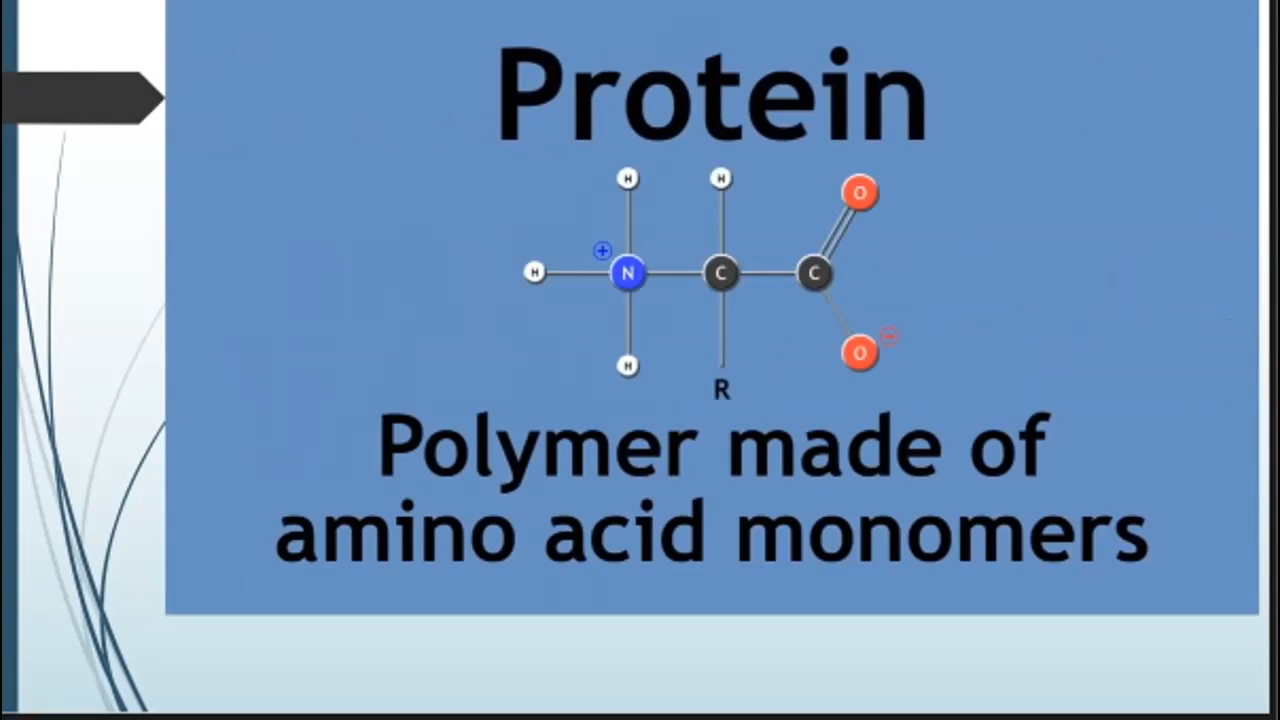 Protein
H H O
⊕
H N C C
⊖
H O
R
Polymer made of
amino acid monomers